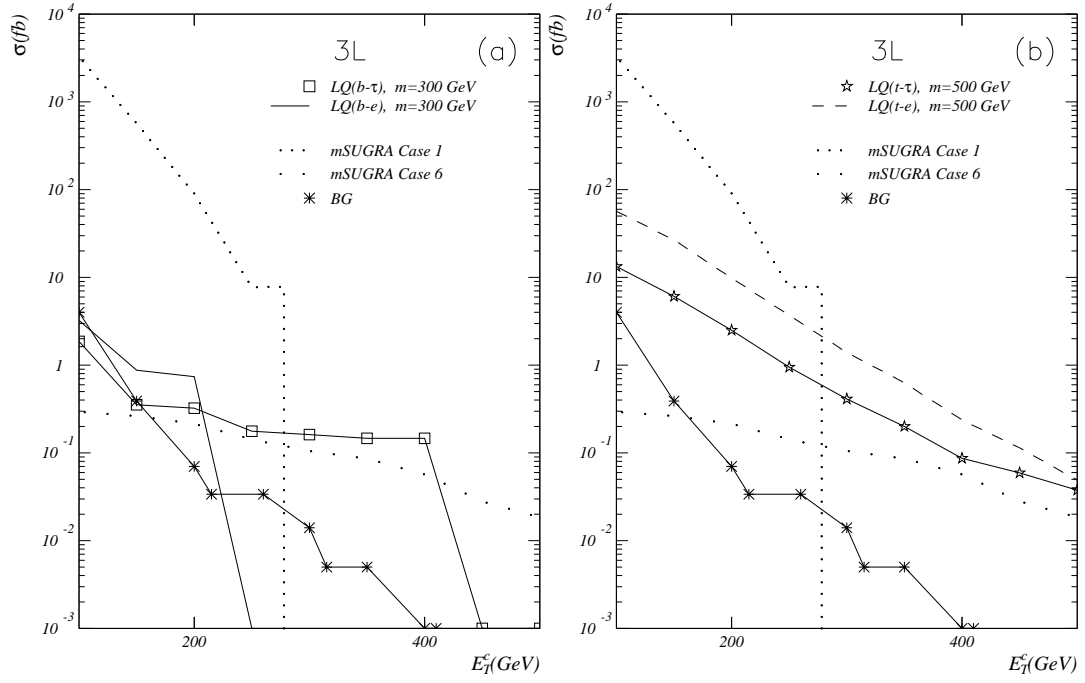 σ(fb)
3L
(a)
LQ(b-τ), m=300 GeV
LQ(b-e), m=300 GeV
mSUGRA Case 1
mSUGRA Case 6
BG
10^4
10^3
10^2
10
1
10^-1
10^-2
10^-3
200
400
E_T^c(GeV)
σ(fb)
3L
(b)
LQ(t-τ), m=500 GeV
LQ(t-e), m=500 GeV
mSUGRA Case 1
mSUGRA Case 6
BG
10^4
10^3
10^2
10
1
10^-1
10^-2
10^-3
200
400
E_T^c(GeV)